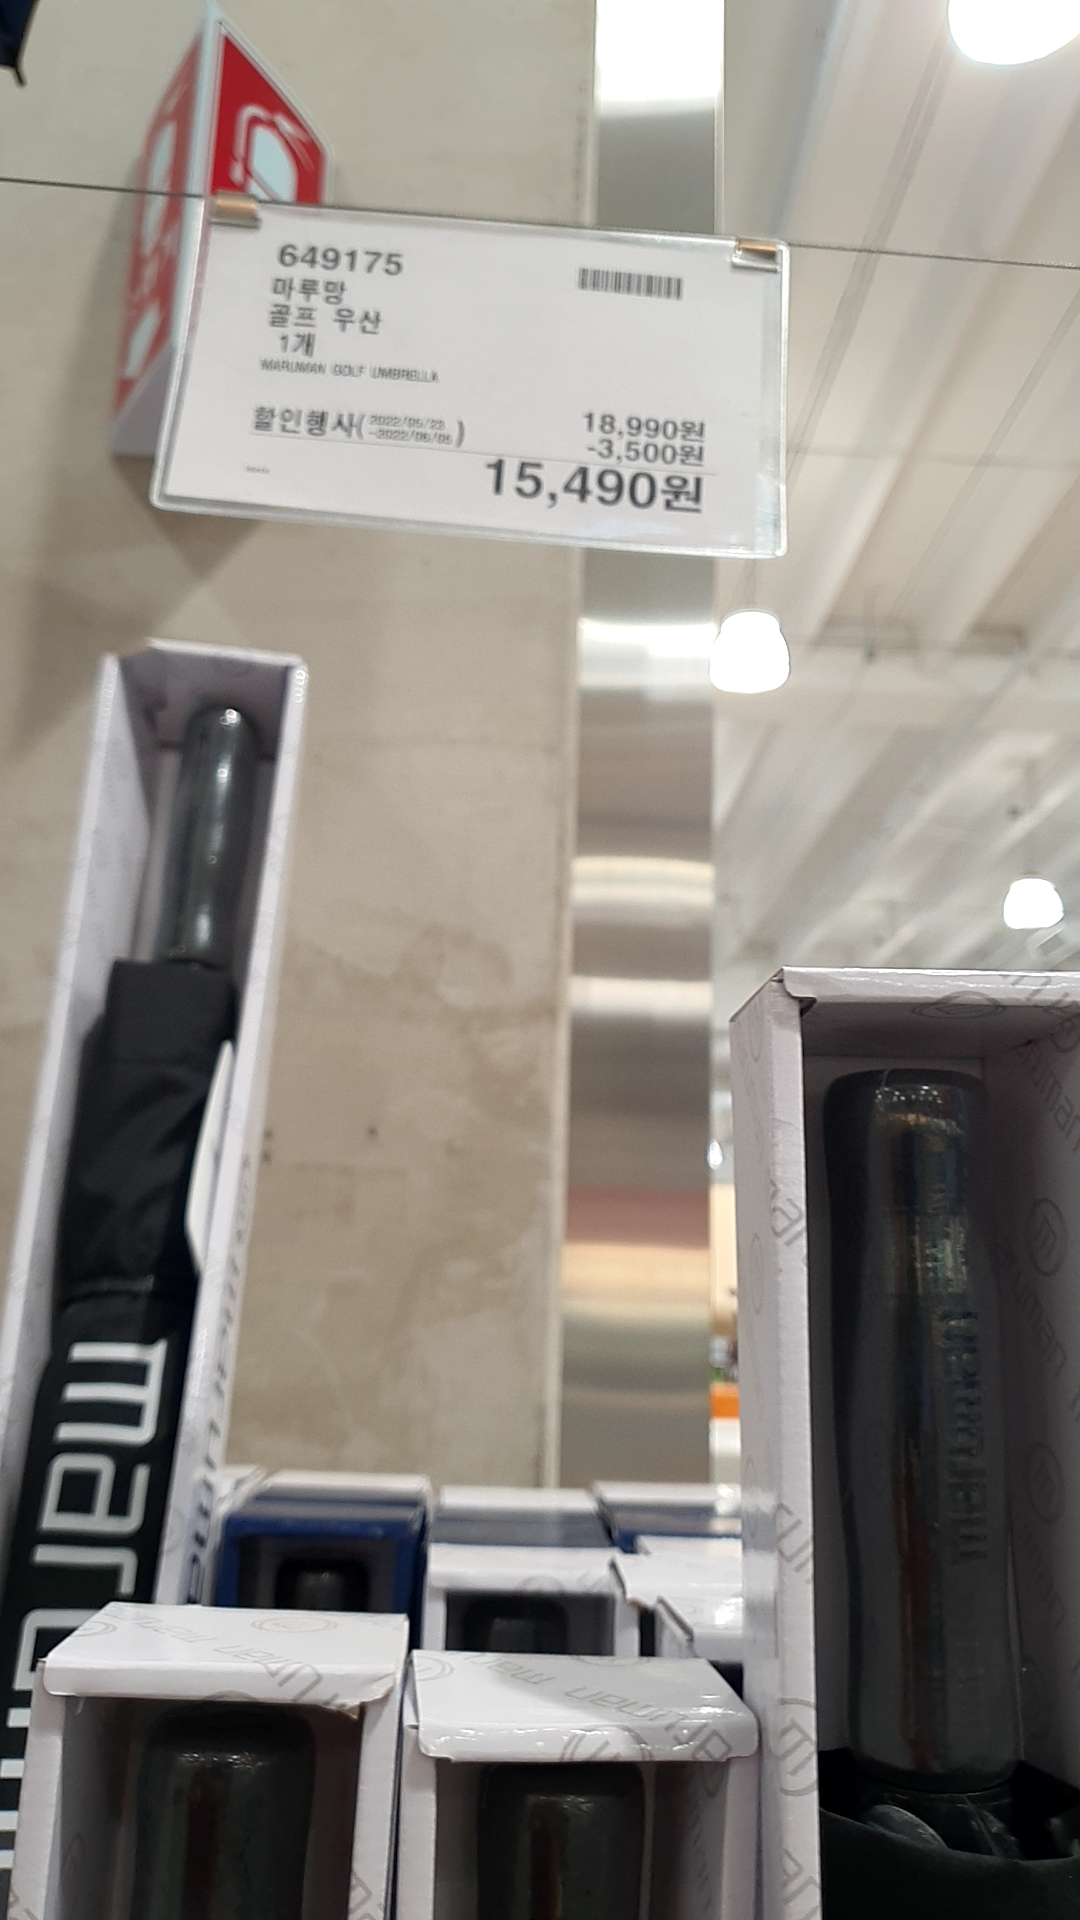 649175
마루망
골프 우산
1개
MARUMAN GOLF UMBRELLA
할인행사(2022/05/23
~2022/06/05)
18,990원
-3,500원
15,490원
maruman
maruman